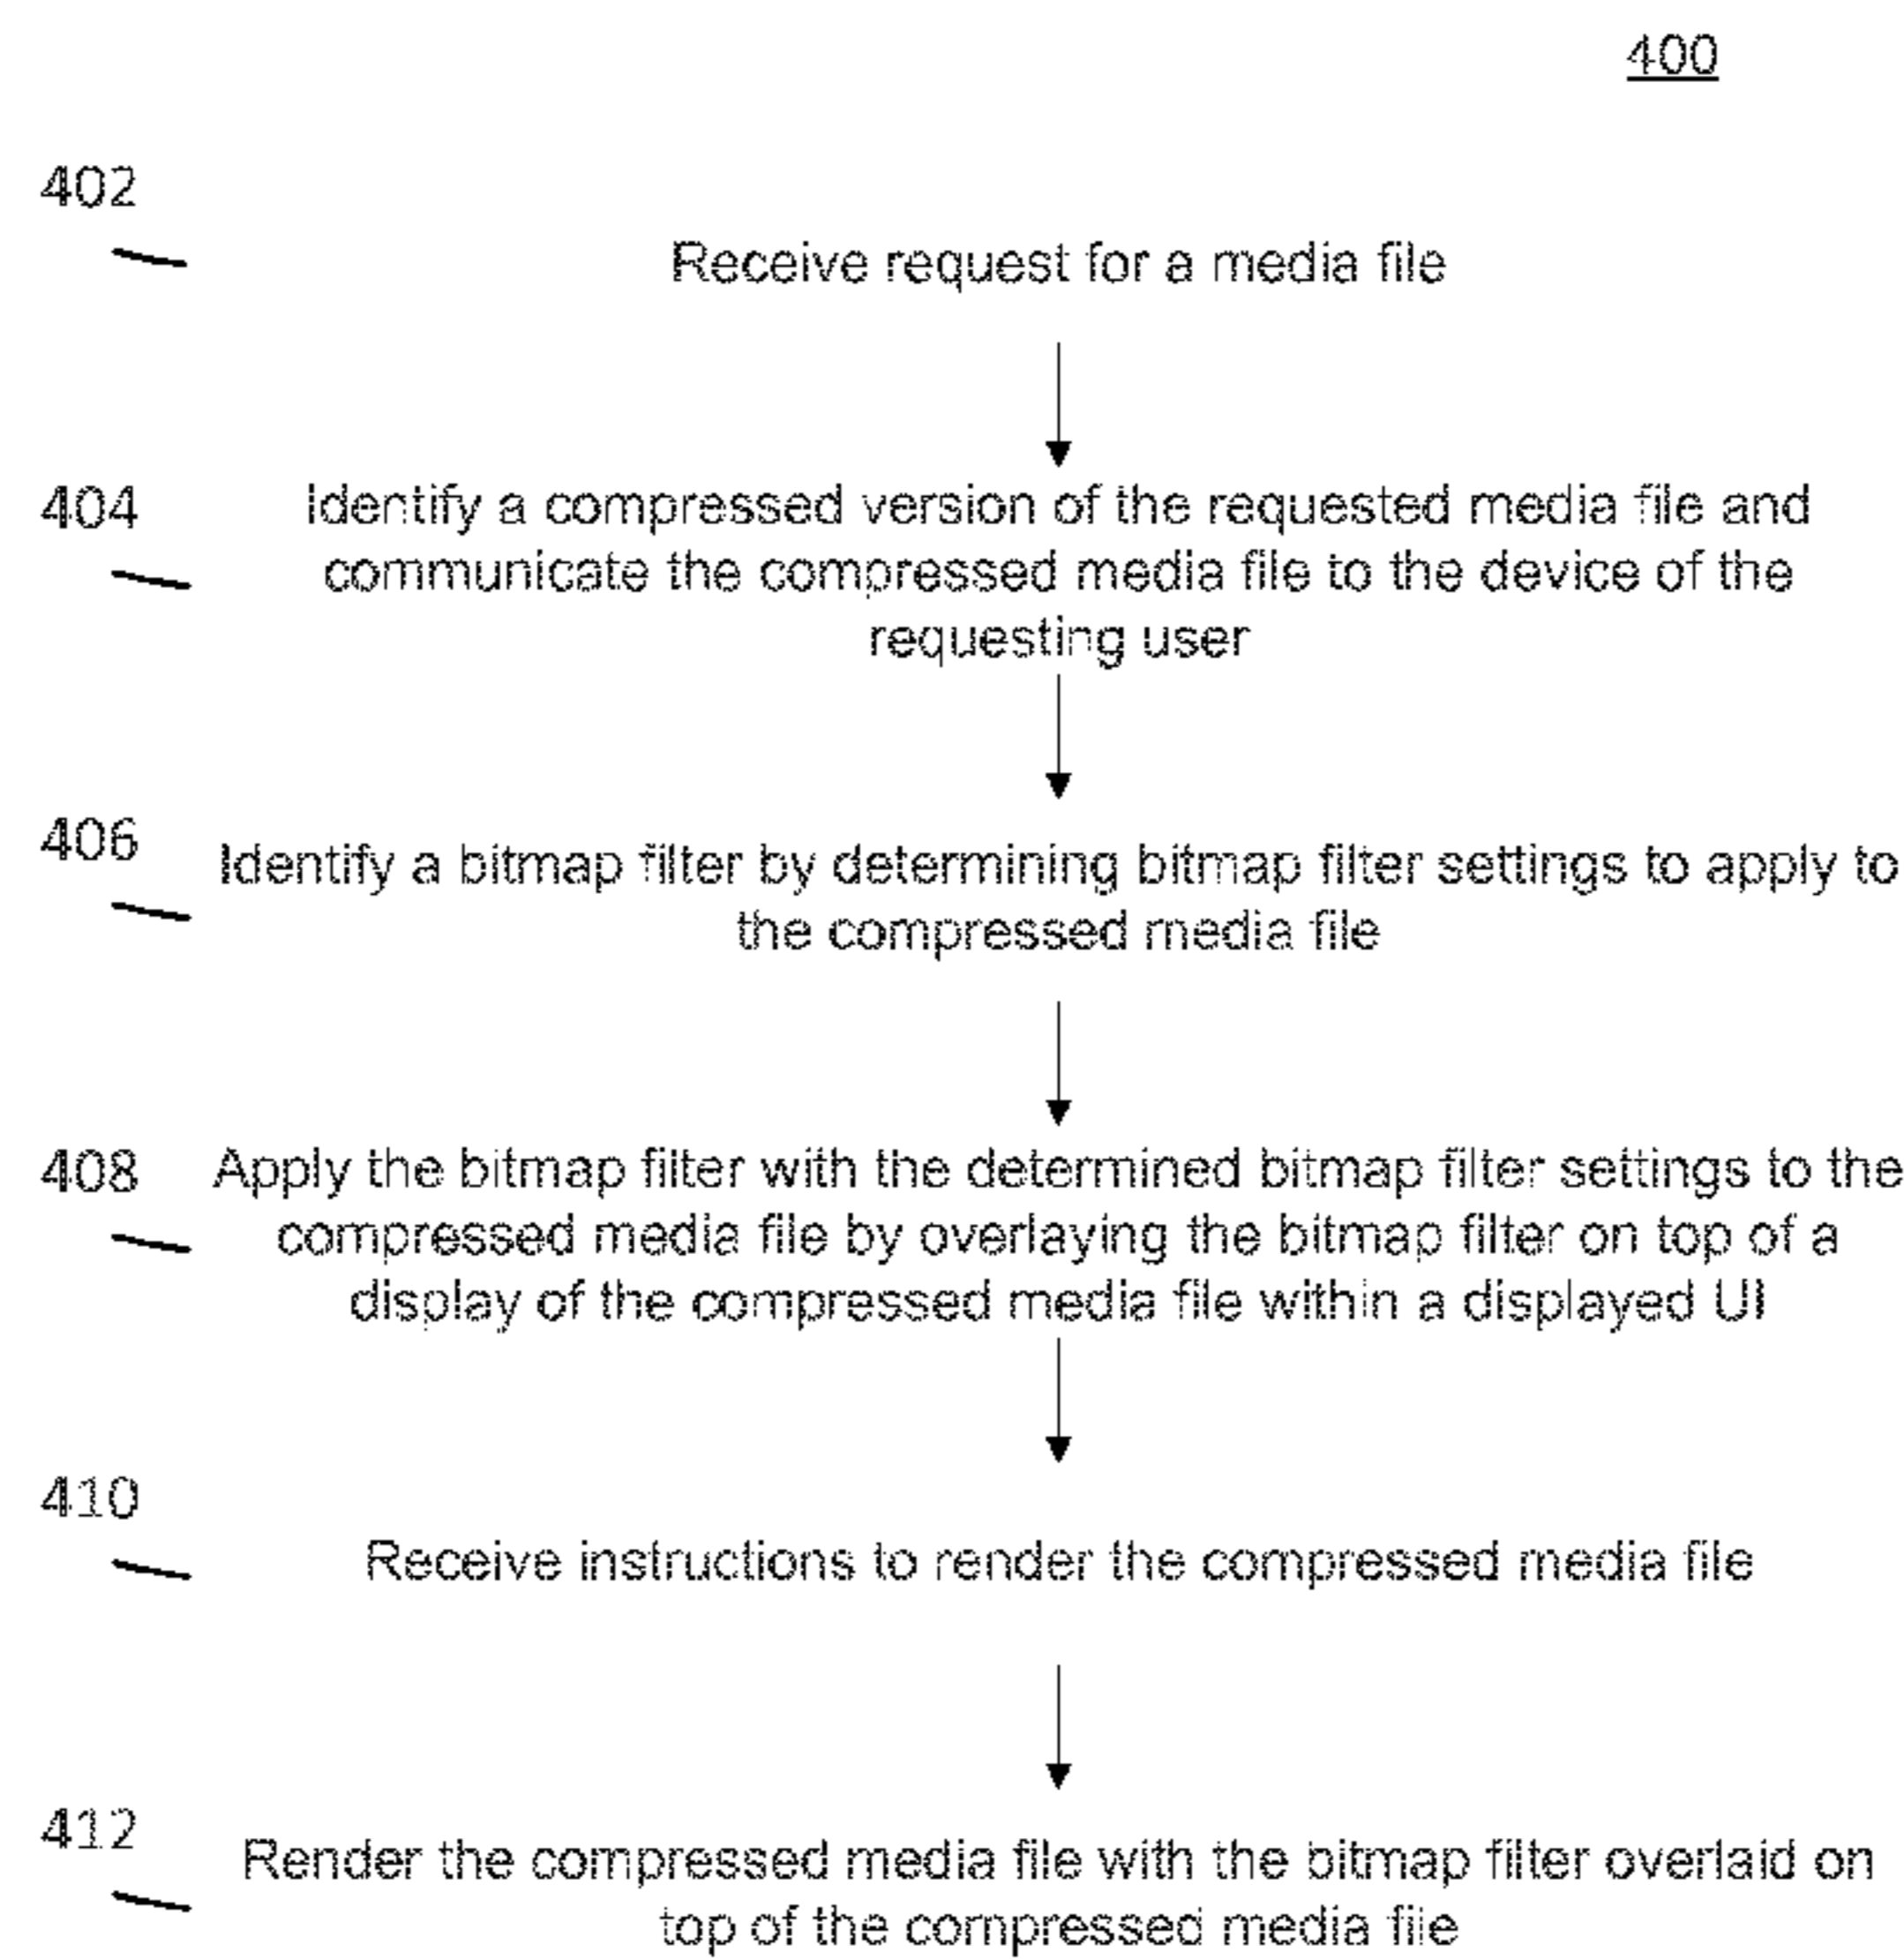 400
402
Receive request for a media file
404
Identify a compressed version of the requested media file and
communicate the compressed media file to the device of the
requesting user
406
Identify a bitmap filter by determining bitmap filter settings to apply to
the compressed media file
408
Apply the bitmap filter with the determined bitmap filter settings to the
compressed media file by overlaying the bitmap filter on top of a
display of the compressed media file within a displayed UI
410
Receive instructions to render the compressed media file
412
Render the compressed media file with the bitmap filter overlaid on
top of the compressed media file